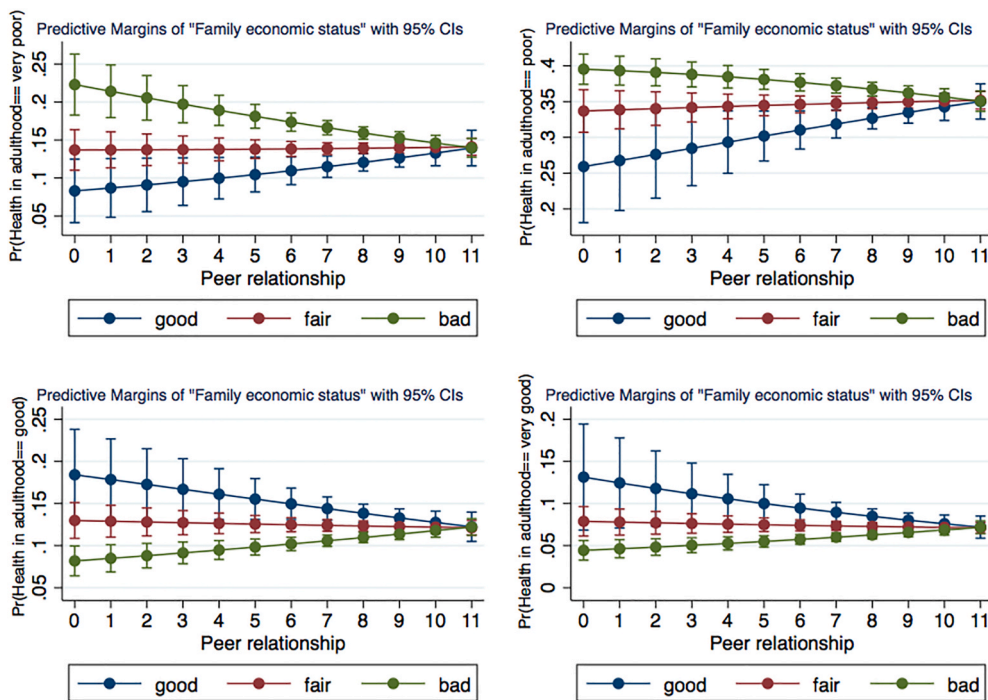 Predictive Margins of "Family economic status" with 95% CIs
Pr(Health in adulthood== very poor)
.05 .1 .15 .2 .25
0 1 2 3 4 5 6 7 8 9 10 11
Peer relationship
good fair bad
Predictive Margins of "Family economic status" with 95% CIs
Pr(Health in adulthood== poor)
.2 .25 .3 .35 .4
0 1 2 3 4 5 6 7 8 9 10 11
Peer relationship
good fair bad
Predictive Margins of "Family economic status" with 95% CIs
Pr(Health in adulthood== good)
.05 .1 .15 .2 .25
0 1 2 3 4 5 6 7 8 9 10 11
Peer relationship
good fair bad
Predictive Margins of "Family economic status" with 95% CIs
Pr(Health in adulthood== very good)
0 .05 .1 .15 .2
0 1 2 3 4 5 6 7 8 9 10 11
Peer relationship
good fair bad